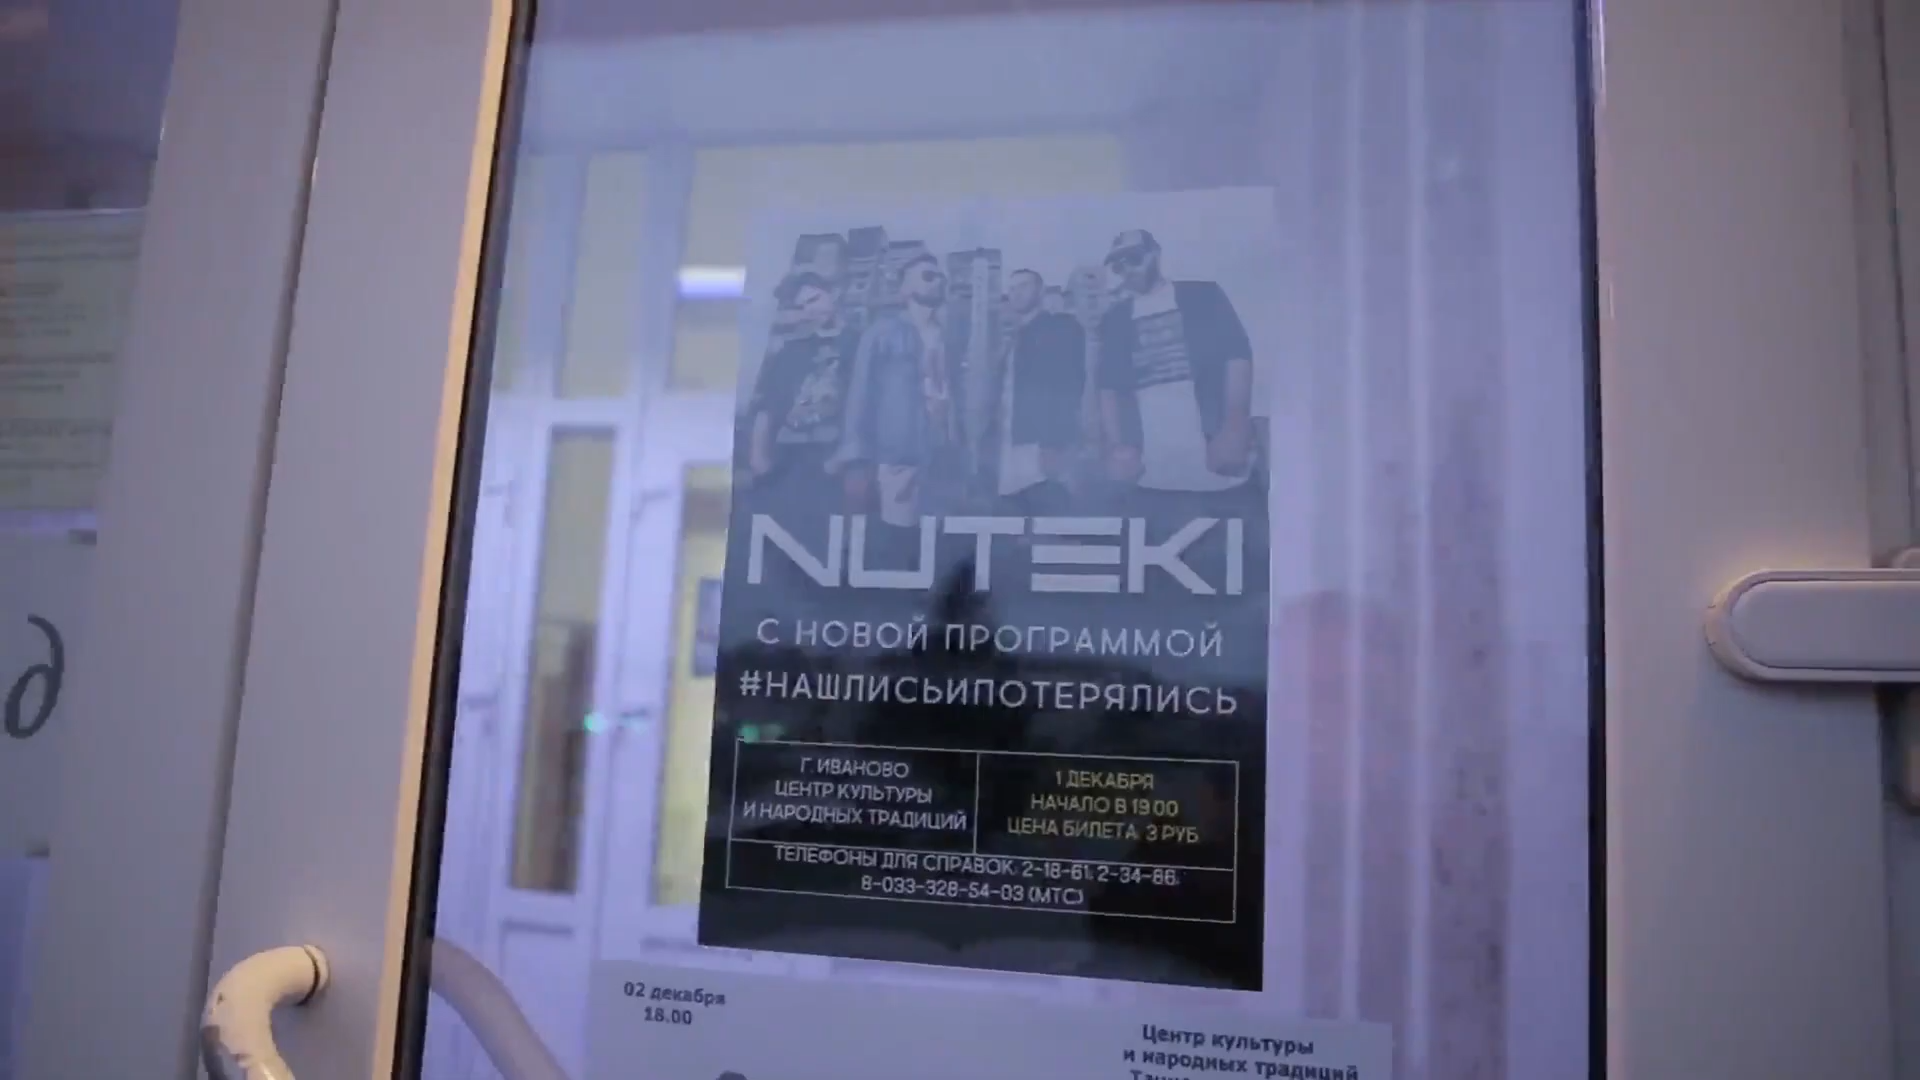 NUTEKI
С НОВОЙ ПРОГРАММОЙ
#НАШЛИСЬИПОТЕРЯЛИСЬ
Г. ИВАНОВО
ЦЕНТР КУЛЬТУРЫ
И НАРОДНЫХ ТРАДИЦИЙ
1 ДЕКАБРЯ
НАЧАЛО В 19:00
ЦЕНА БИЛЕТА: 3 РУБ
ТЕЛЕФОНЫ ДЛЯ СПРАВОК: 2-18-61, 2-34-86,
8-033-328-54-03 (МТС)
02 декабря
18.00
Центр культуры
и народных традиций